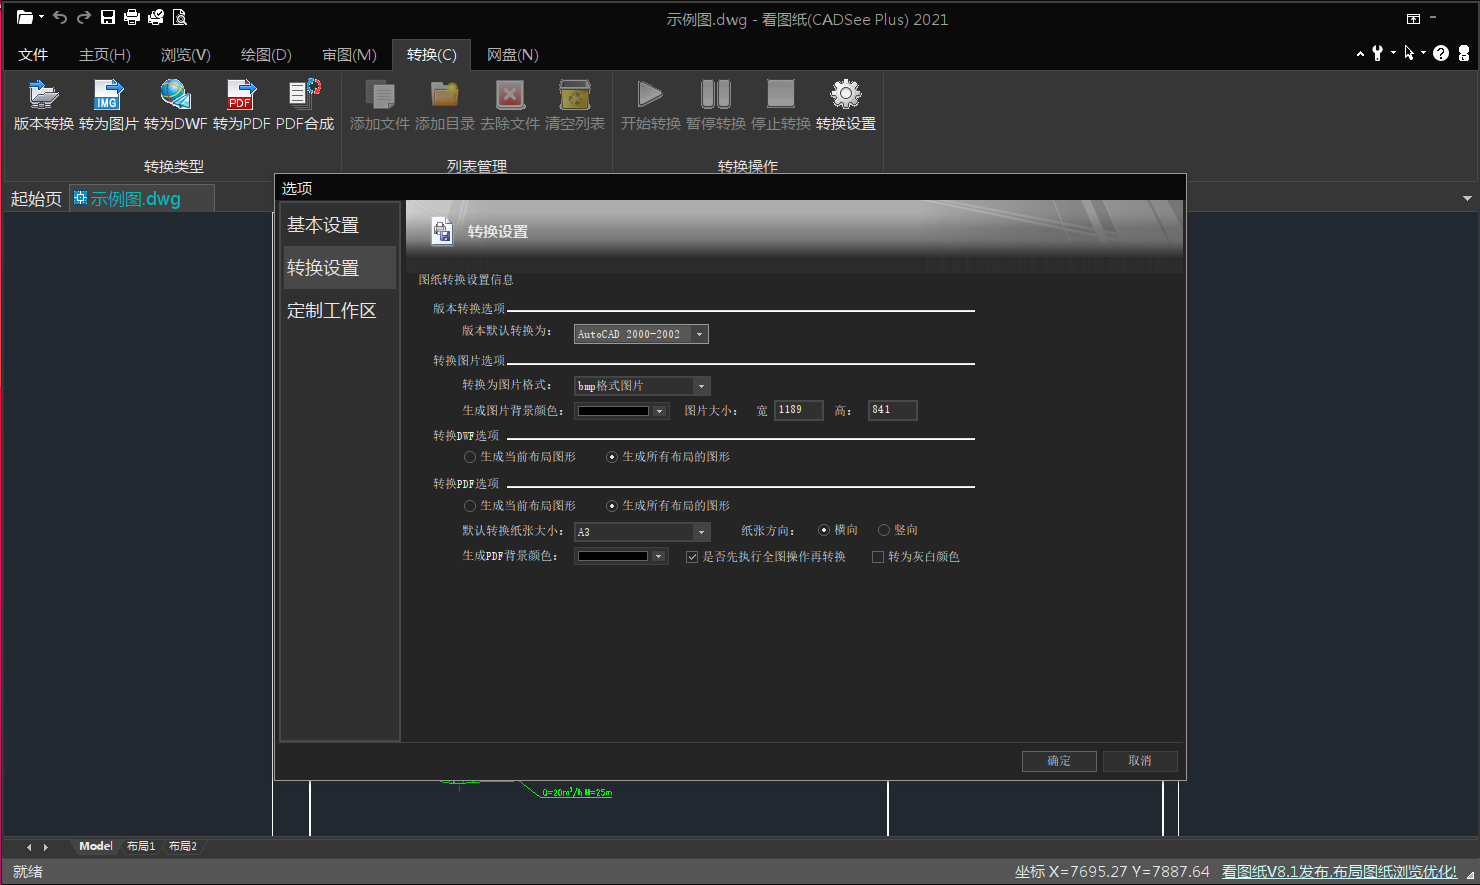 示例图.dwg - 看图纸(CADSee Plus) 2021
文件 主页(H) 浏览(V) 绘图(D) 审图(M) 转换(C) 网盘(N)
IMG PDF
版本转换 转为图片 转为DWF 转为PDF PDF合成 添加文件 添加目录 去除文件 清空列表 开始转换 暂停转换 停止转换 转换设置
转换类型 列表管理 转换操作
起始页 示例图.dwg
选项
基本设置
转换设置
定制工作区
转换设置
图纸转换设置信息
版本转换选项
版本默认转换为: AutoCAD 2000-2002
转换图片选项
转换为图片格式: bmp格式图片
生成图片背景颜色: 图片大小: 宽 1189 高: 841
转换DWF选项
生成当前布局图形 生成所有布局的图形
转换PDF选项
生成当前布局图形 生成所有布局的图形
默认转换纸张大小: A3 纸张方向: 横向 竖向
生成PDF背景颜色: 是否先执行全图操作再转换 转为灰白颜色
确定 取消
Q=20m³/h H=25m
Model 布局1 布局2
就绪 坐标 X=7695.27 Y=7887.64 看图纸V8.1发布,布局图纸浏览优化!